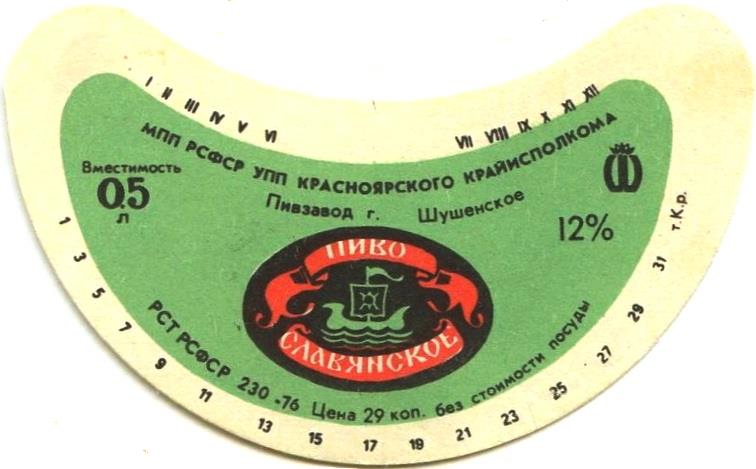 I II III IV V VI VII VIII IX X XI XII
МПП РСФСР УПП КРАСНОЯРСКОГО КРАЙИСПОЛКОМА
Вместимость
0,5
л
Пивзавод г. Шушенское
12%
ПИВО
СЛАВЯНСКОЕ
РСТ РСФСР 230-76 Цена 29 коп. без стоимости посуды
1 3 5 7 9 11 13 15 17 19 21 23 25 27 29 31 т.К.р.